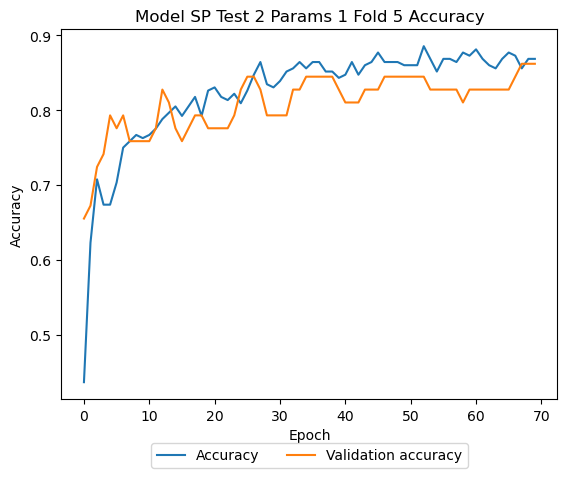 Model SP Test 2 Params 1 Fold 5 Accuracy
0.9
0.8
0.7
0.6
0.5
Accuracy
0 10 20 30 40 50 60 70
Epoch
Accuracy Validation accuracy